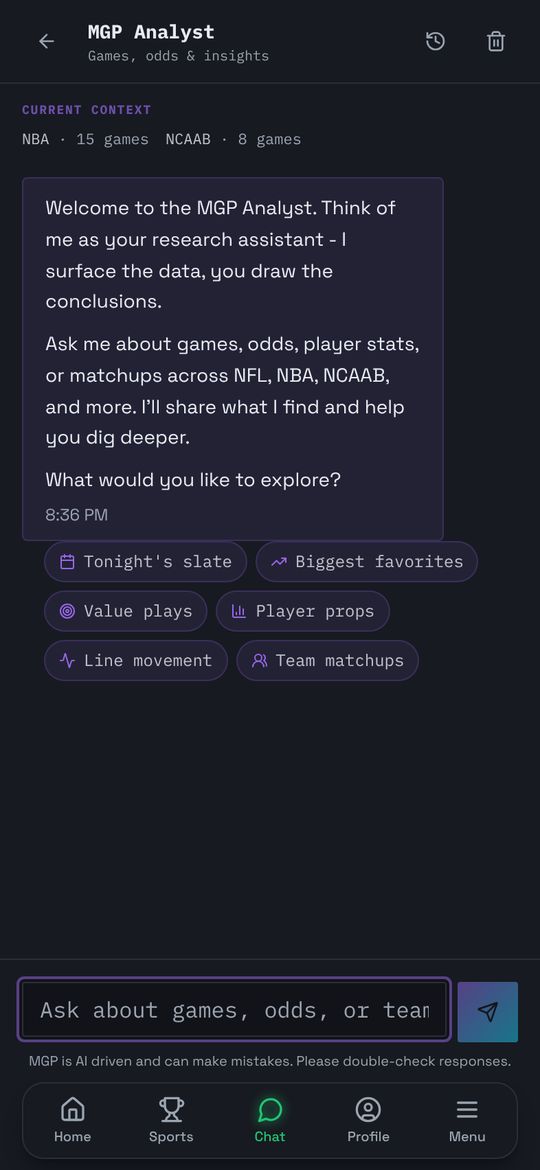 MGP Analyst
Games, odds & insights
CURRENT CONTEXT
NBA · 15 games NCAAB · 8 games
Welcome to the MGP Analyst. Think of
me as your research assistant - I
surface the data, you draw the
conclusions.
Ask me about games, odds, player stats,
or matchups across NFL, NBA, NCAAB,
and more. I'll share what I find and help
you dig deeper.
What would you like to explore?
8:36 PM
Tonight's slate Biggest favorites
Value plays Player props
Line movement Team matchups
Ask about games, odds, or team
MGP is AI driven and can make mistakes. Please double-check responses.
Home Sports Chat Profile Menu